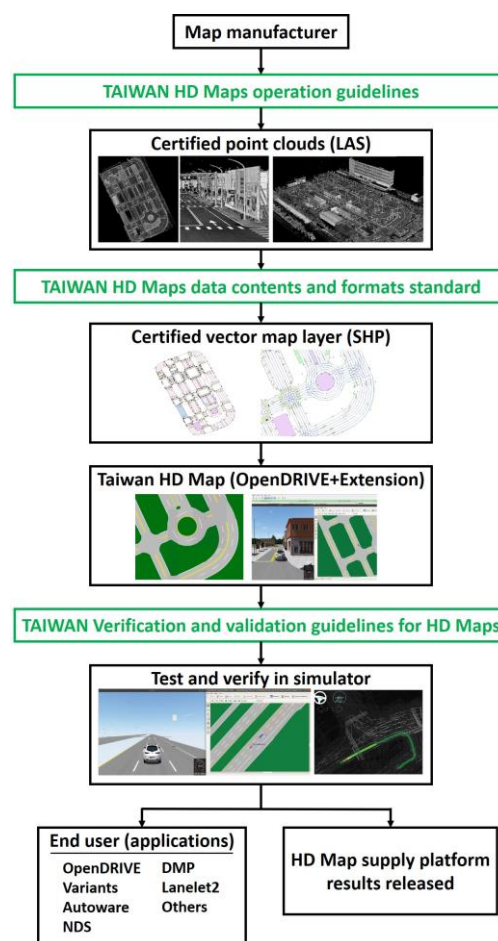 Map manufacturer
TAIWAN HD Maps operation guidelines
Certified point clouds (LAS)
TAIWAN HD Maps data contents and formats standard
Certified vector map layer (SHP)
Taiwan HD Map (OpenDRIVE+Extension)
TAIWAN Verification and validation guidelines for HD Maps
Test and verify in simulator
End user (applications)
OpenDRIVE DMP
Variants Lanelet2
Autoware Others
NDS
HD Map supply platform
results released